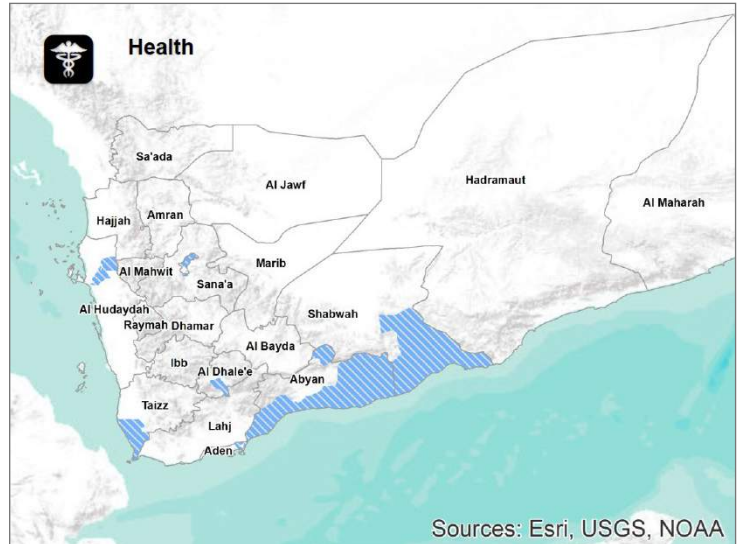 Health
Sa'ada
Al Jawf
Hadramaut
Al Maharah
Hajjah
Amran
Marib
Al Mahwit
Sana'a
Shabwah
Al Hudaydah
Raymah
Dhamar
Al Bayda
Ibb
Al Dhale'e
Abyan
Taizz
Lahj
Aden
Sources: Esri, USGS, NOAA